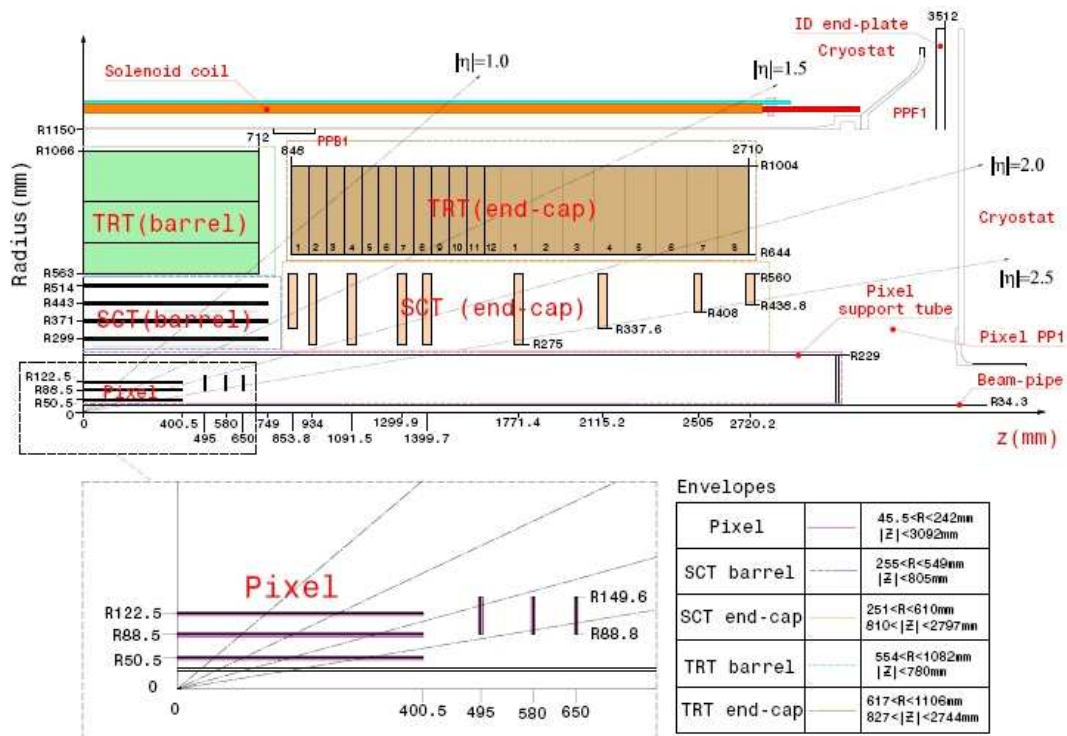 ID end-plate
3512
Cryostat
|η|=1.0
|η|=1.5
Solenoid coil
PPF1
R1150
712
PPB1
R1066
848
2710
R1004
|η|=2.0
TRT(barrel)
TRT(end-cap)
Cryostat
1 2 3 4 5 6 7 8 9 10 11 12 1 2 3 4 5 6 7 8
R644
Radius(mm)
R563
R560
R514
|η|=2.5
R443
SCT(barrel)
SCT (end-cap)
R438.8
R408
Pixel
support tube
R371
R337.6
R299
R275
Pixel PP1
R229
R122.5
R88.5
Pixel
Beam-pipe
R50.5
R34.3
0
0
400.5
580
749
934
1299.9
1771.4
2115.2
2505
2720.2
495
650
853.8
1091.5
1399.7
Z(mm)
Envelopes
Pixel
45.5<R<242mm
|Z|<3092mm
SCT barrel
255<R<549mm
|Z|<805mm
SCT end-cap
251<R<610mm
810<|Z|<2797mm
TRT barrel
554<R<1082mm
|Z|<780mm
TRT end-cap
617<R<1106mm
827<|Z|<2744mm
Pixel
R149.6
R122.5
R88.5
R88.8
R50.5
0
0
400.5
495
580
650